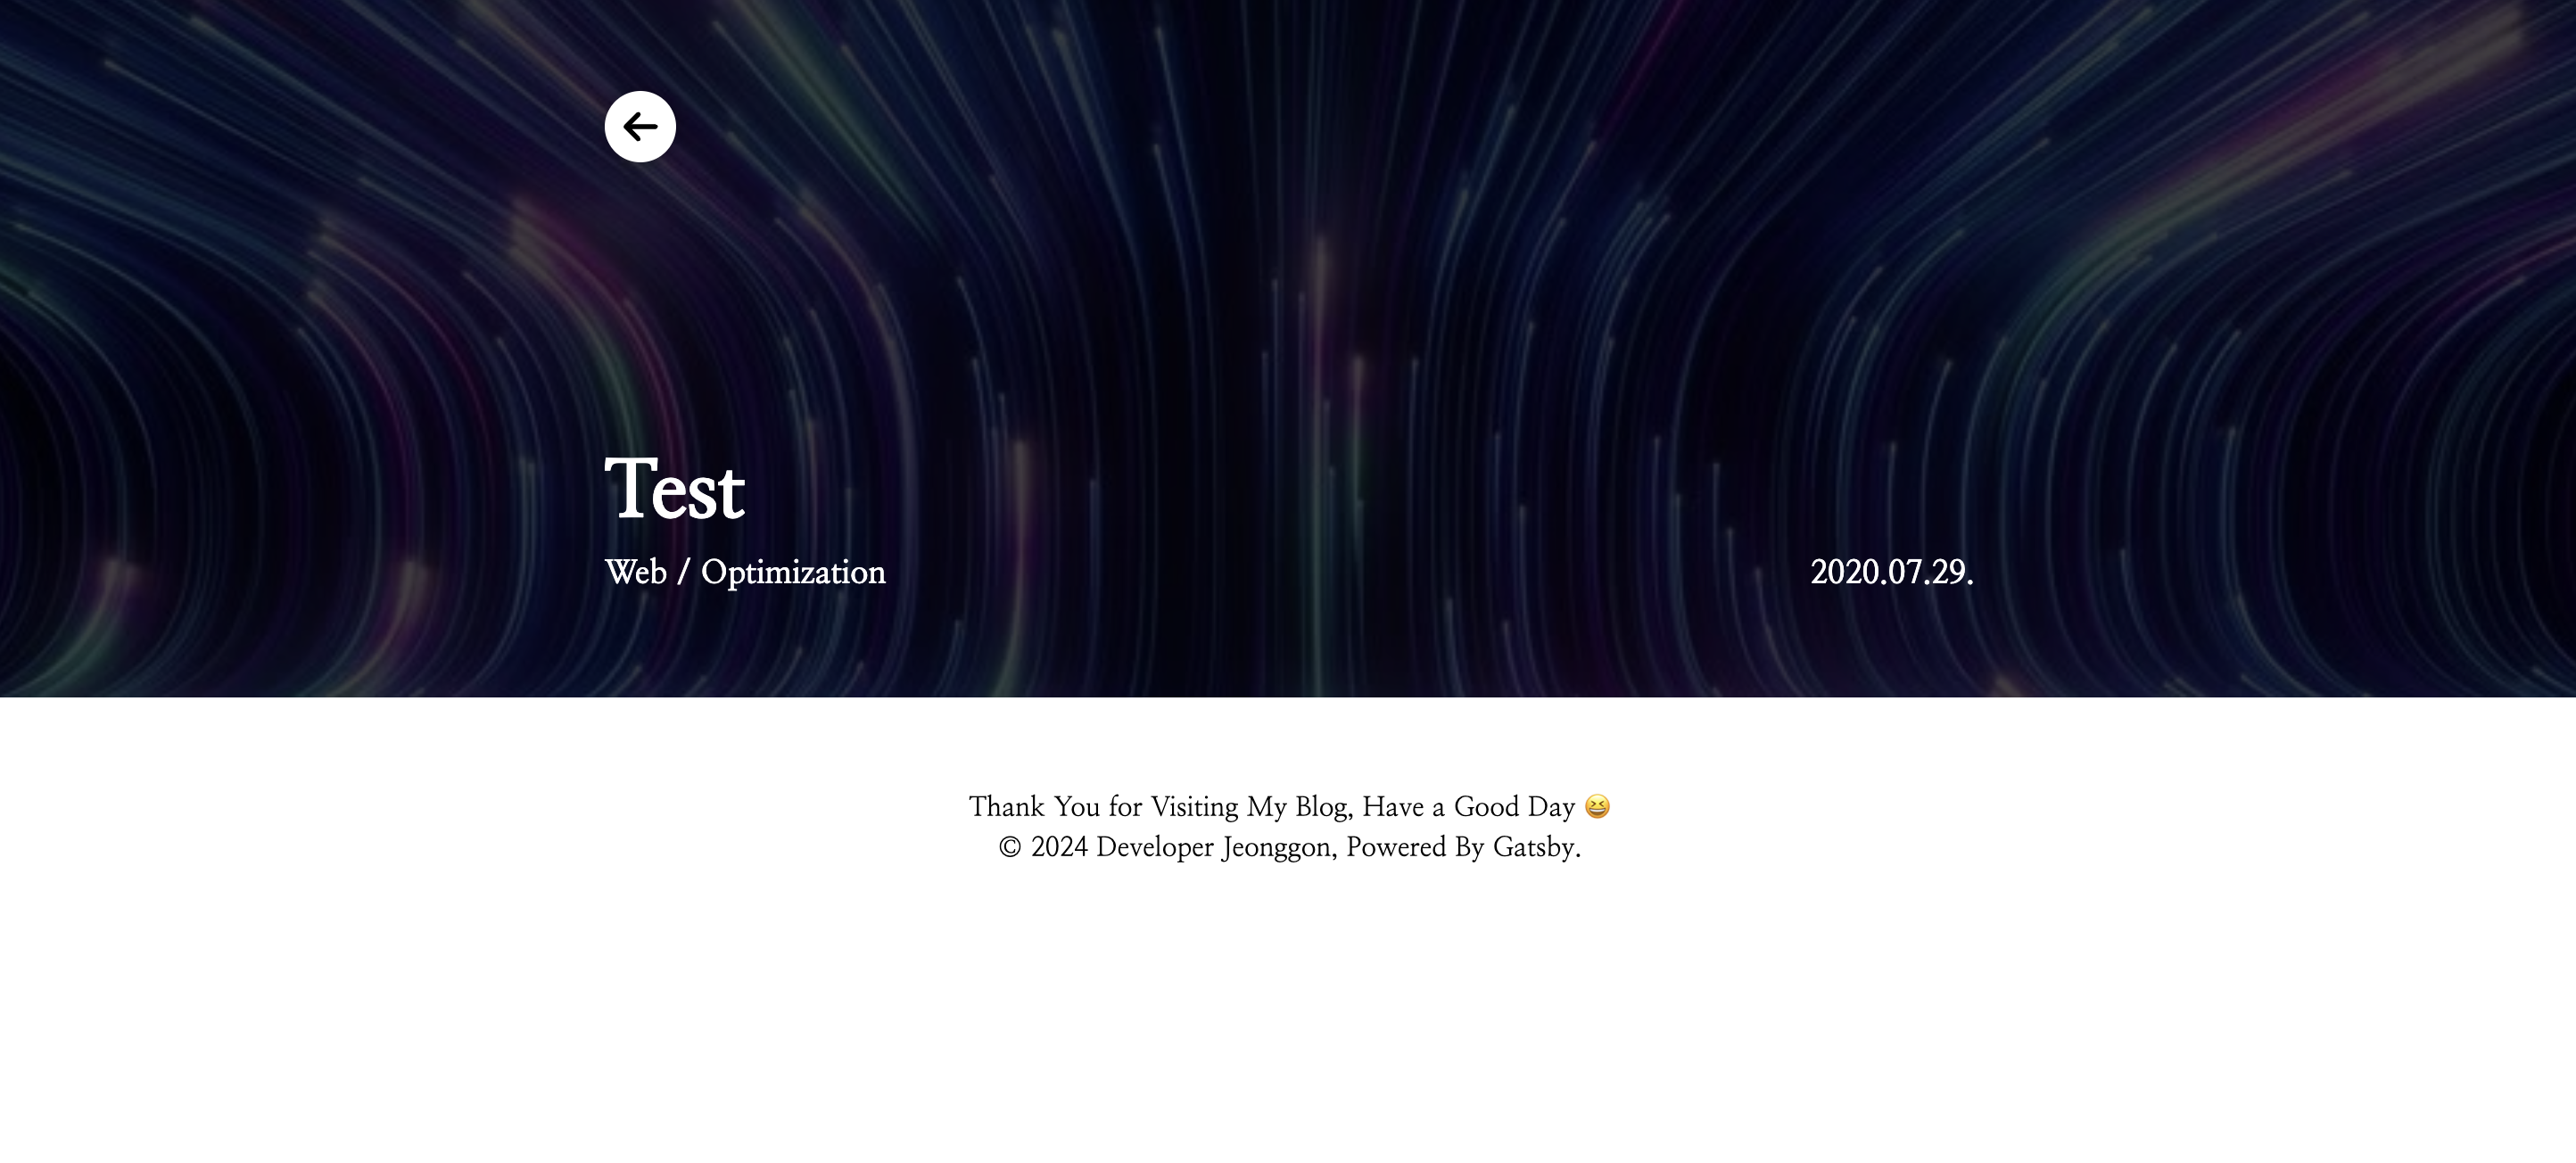 Test
Web / Optimization
2020.07.29.
Thank You for Visiting My Blog, Have a Good Day 😆
© 2024 Developer Jeonggon, Powered By Gatsby.